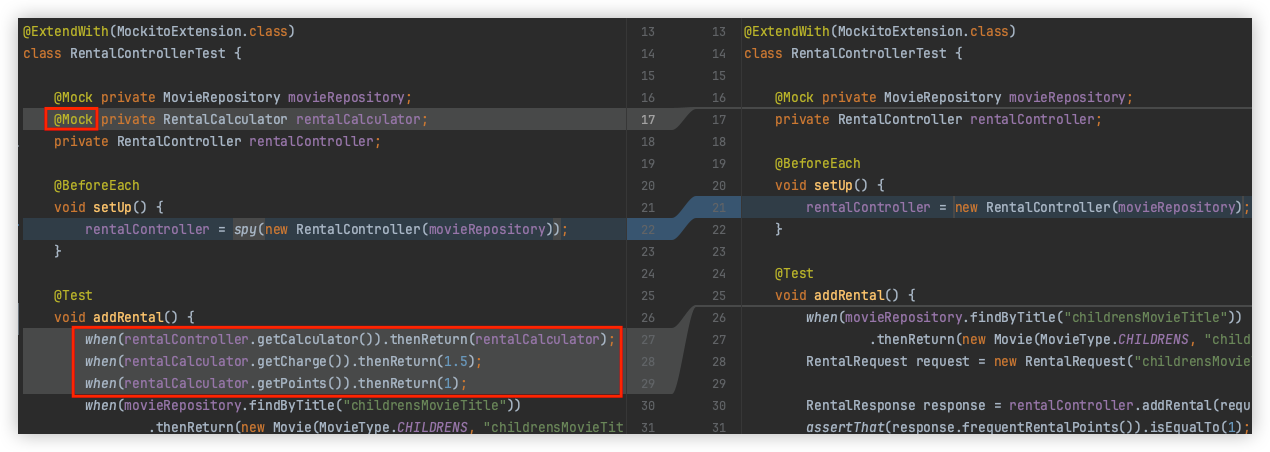 @ExtendWith(MockitoExtension.class) 13
class RentalControllerTest { 14
15
@Mock private MovieRepository movieRepository; 16
@Mock private RentalCalculator rentalCalculator; 17
private RentalController rentalController; 18
19
@BeforeEach 20
void setUp() { 21
rentalController = spy(new RentalController(movieRepository)); 22
} 23
24
@Test 25
void addRental() { 26
when(rentalController.getCalculator()).thenReturn(rentalCalculator); 27
when(rentalCalculator.getCharge()).thenReturn(1.5); 28
when(rentalCalculator.getPoints()).thenReturn(1); 29
when(movieRepository.findByTitle("childrensMovieTitle")) 30
.thenReturn(new Movie(MovieType.CHILDRENS, "childrensMovieTit 31
13 @ExtendWith(MockitoExtension.class)
14 class RentalControllerTest {
15
16 @Mock private MovieRepository movieRepository;
17 private RentalController rentalController;
18
19 @BeforeEach
20 void setUp() {
21 rentalController = new RentalController(movieRepository);
22 }
23
24 @Test
25 void addRental() {
26 when(movieRepository.findByTitle("childrensMovieTitle"))
27 .thenReturn(new Movie(MovieType.CHILDRENS, "child
28 RentalRequest request = new RentalRequest("childrensMovie
29
30 RentalResponse response = rentalController.addRental(requ
31 assertThat(response.frequentRentalPoints()).isEqualTo(1);